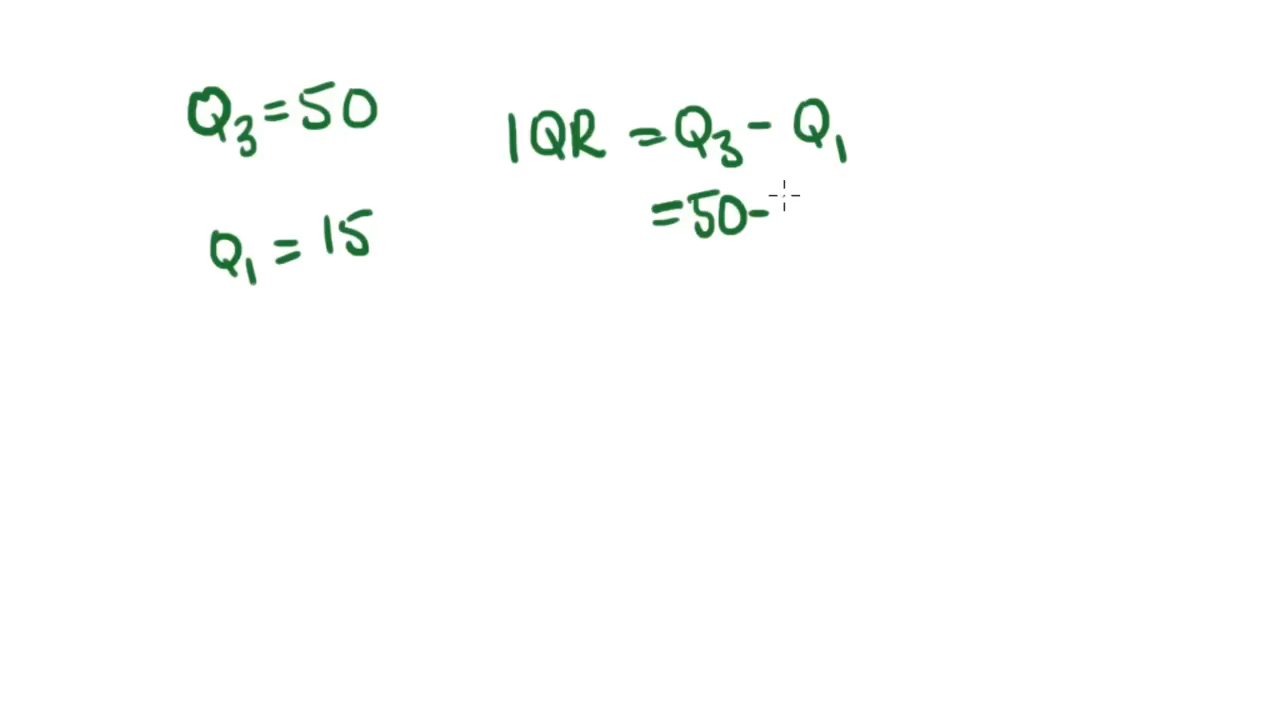 Q₃ = 50
IQR = Q₃ - Q₁
= 50 -
Q₁ = 15